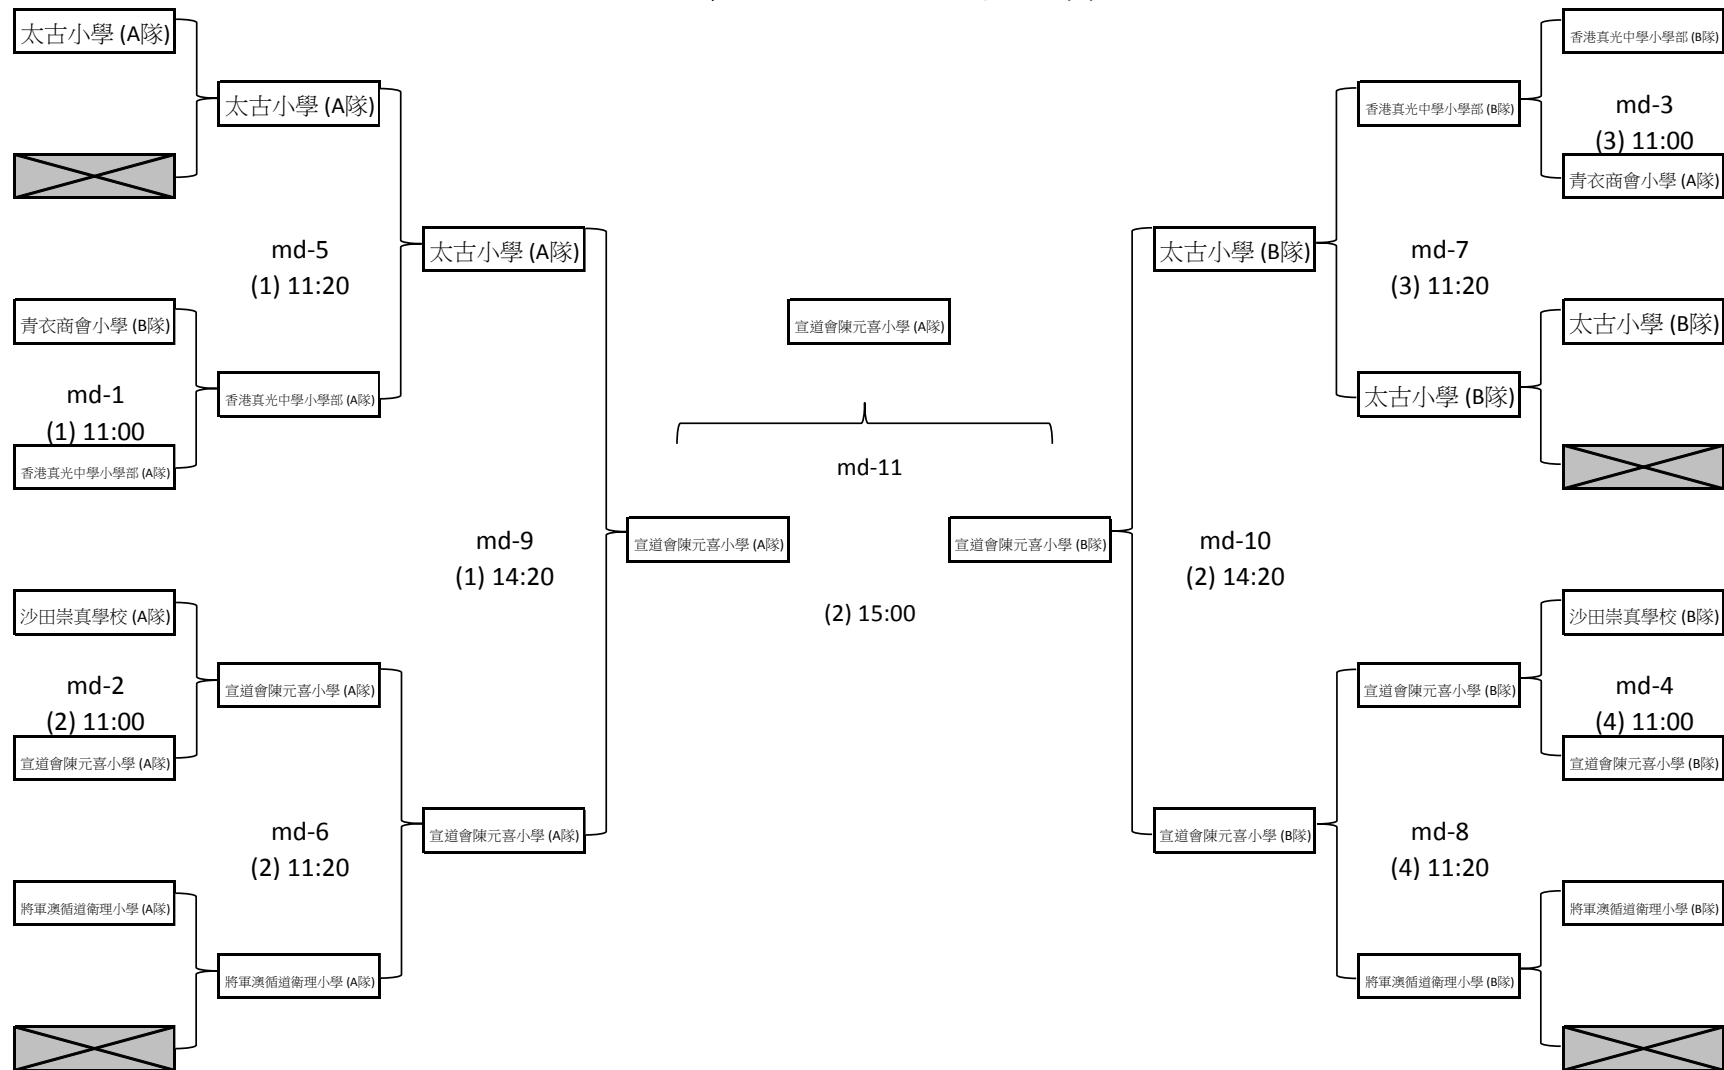 太古小學 (A隊)
太古小學 (A隊)
md-5
(1) 11:20
青衣商會小學 (B隊)
md-1
(1) 11:00
香港真光中學小學部 (A隊)
香港真光中學小學部 (A隊)
太古小學 (A隊)
沙田崇真學校 (A隊)
md-2
(2) 11:00
宣道會陳元喜小學 (A隊)
宣道會陳元喜小學 (A隊)
md-6
(2) 11:20
將軍澳循道衛理小學 (A隊)
將軍澳循道衛理小學 (A隊)
宣道會陳元喜小學 (A隊)
md-9
(1) 14:20
宣道會陳元喜小學 (A隊)
宣道會陳元喜小學 (A隊)
md-11
(2) 15:00
宣道會陳元喜小學 (B隊)
md-10
(2) 14:20
太古小學 (B隊)
md-7
(3) 11:20
香港真光中學小學部 (B隊)
香港真光中學小學部 (B隊)
md-3
(3) 11:00
青衣商會小學 (A隊)
太古小學 (B隊)
太古小學 (B隊)
宣道會陳元喜小學 (B隊)
md-8
(4) 11:20
宣道會陳元喜小學 (B隊)
沙田崇真學校 (B隊)
md-4
(4) 11:00
宣道會陳元喜小學 (B隊)
將軍澳循道衛理小學 (B隊)
將軍澳循道衛理小學 (B隊)